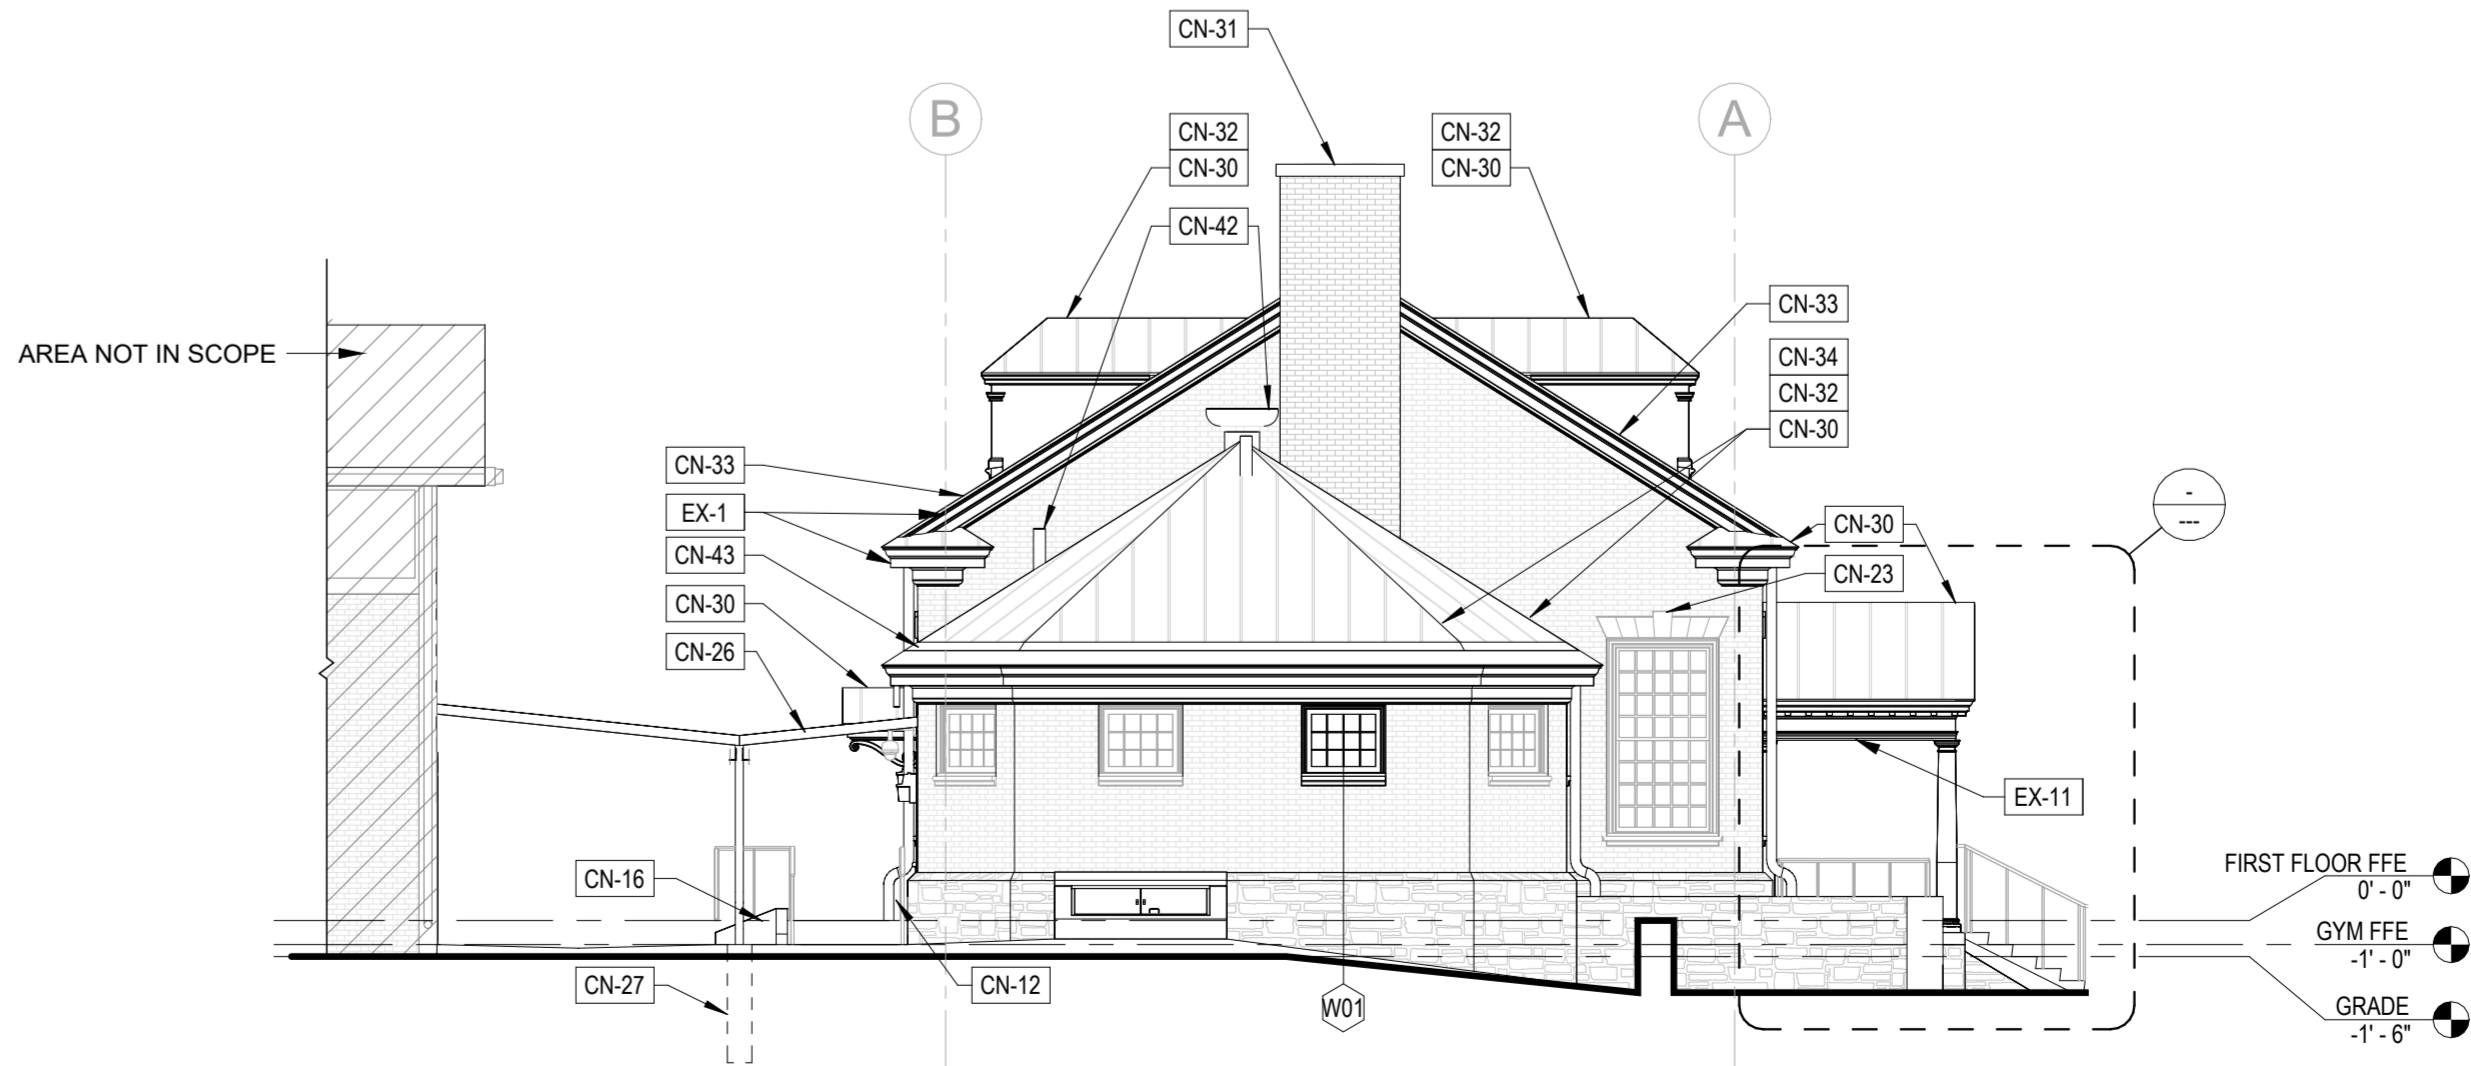 CN-31
B
A
CN-32
CN-30
CN-32
CN-30
CN-42
CN-33
AREA NOT IN SCOPE
CN-34
CN-32
CN-30
CN-33
EX-1
CN-43
CN-30
CN-26
-
---
CN-30
CN-23
EX-11
CN-16
CN-27
CN-12
W01
FIRST FLOOR FFE
0' - 0"
GYM FFE
-1' - 0"
GRADE
-1' - 6"